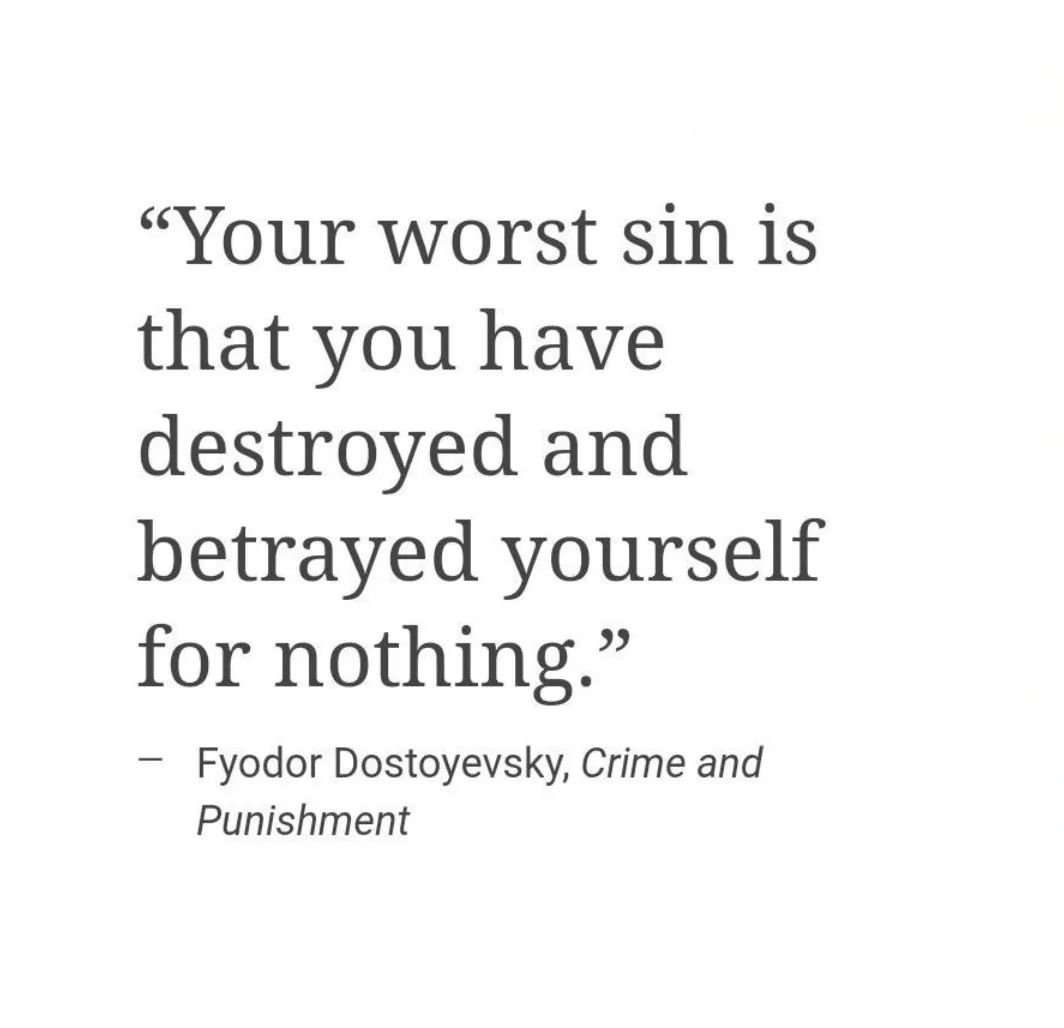 “Your worst sin is
that you have
destroyed and
betrayed yourself
for nothing.”
— Fyodor Dostoyevsky, Crime and
Punishment